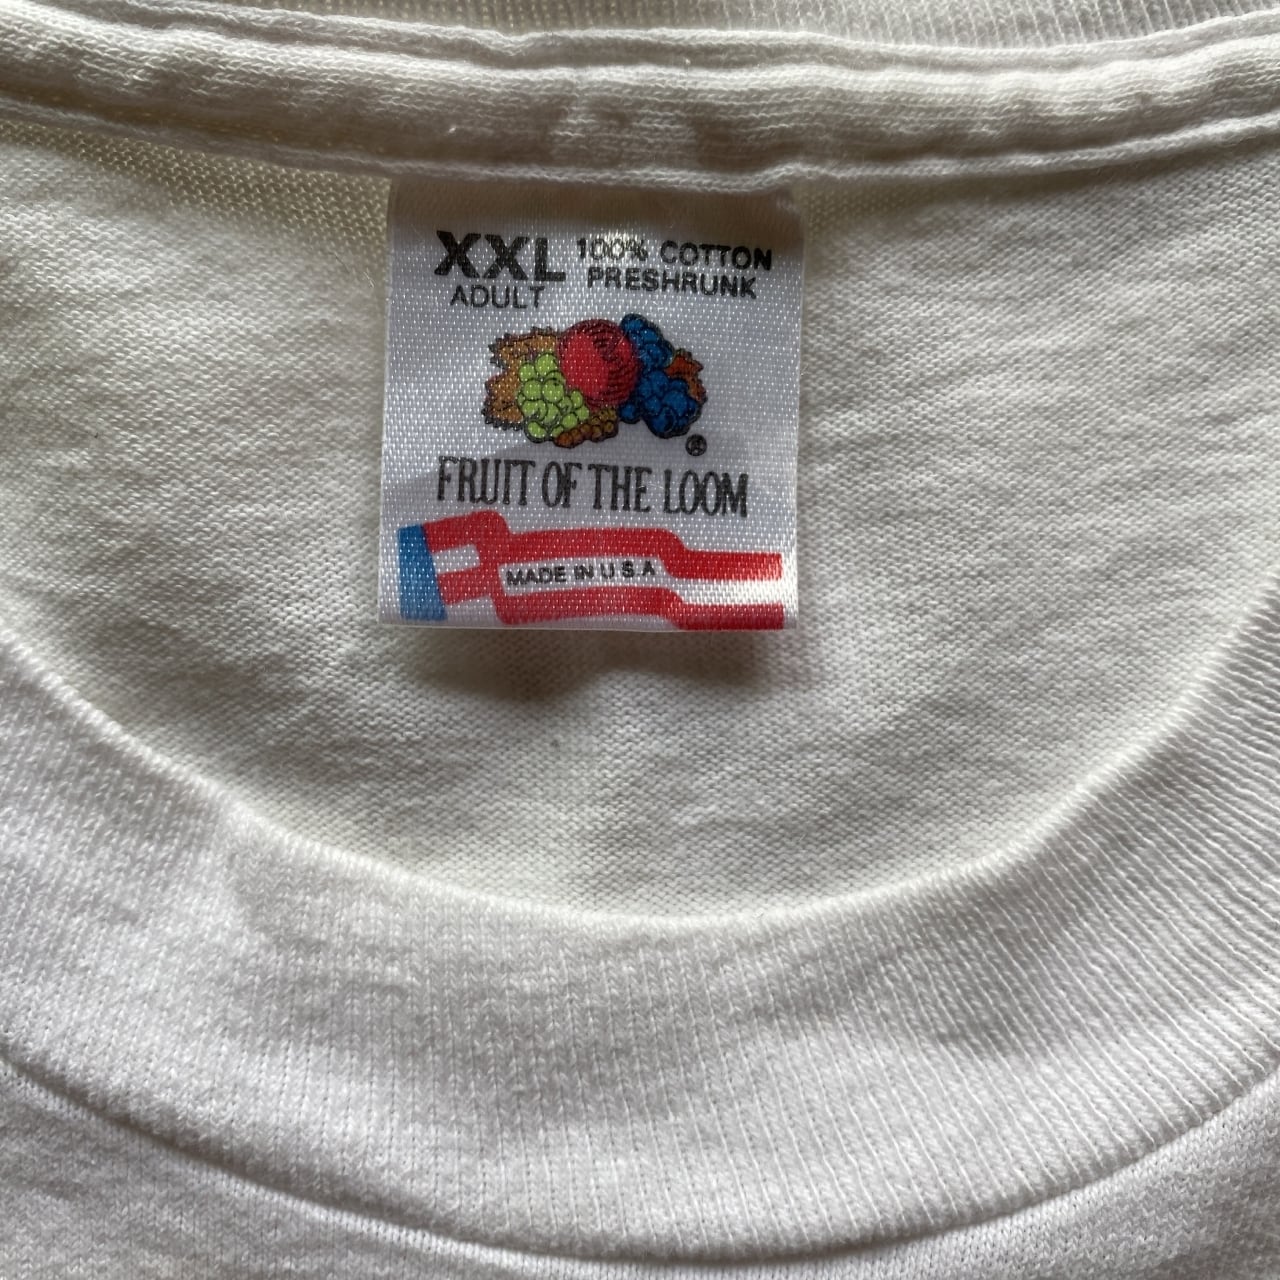 XXL 100% COTTON
ADULT PRESHRUNK
®
FRUIT OF THE LOOM
MADE IN U S.A